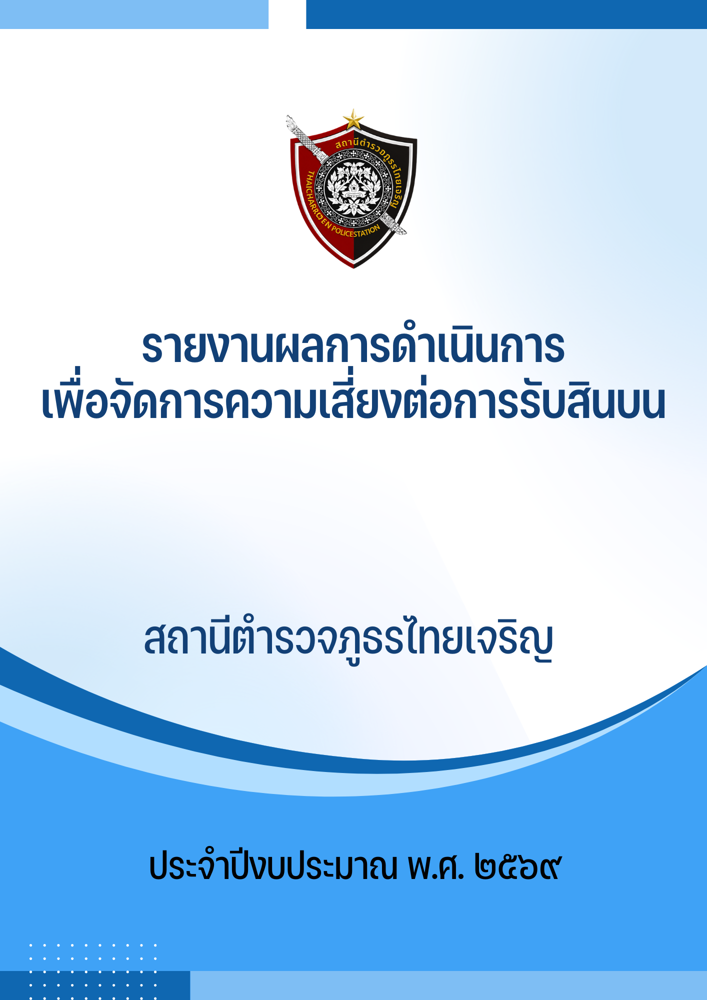 สถานีตำรวจภูธรไทยเจริญ
THAICHARROEN POLICESTATION
รายงานผลการดำเนินการ
เพื่อจัดการความเสี่ยงต่อการรับสินบน
สถานีตำรวจภูธรไทยเจริญ
ประจำปีงบประมาณ พ.ศ. ๒๕๖๙